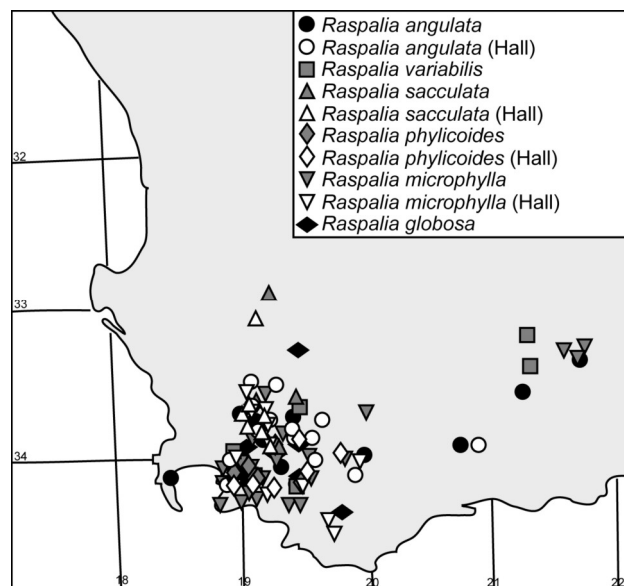 Raspalia angulata
Raspalia angulata (Hall)
Raspalia variabilis
Raspalia sacculata
Raspalia sacculata (Hall)
Raspalia phylicoides
Raspalia phylicoides (Hall)
Raspalia microphylla
Raspalia microphylla (Hall)
Raspalia globosa
32
33
34
18
19
20
21
22